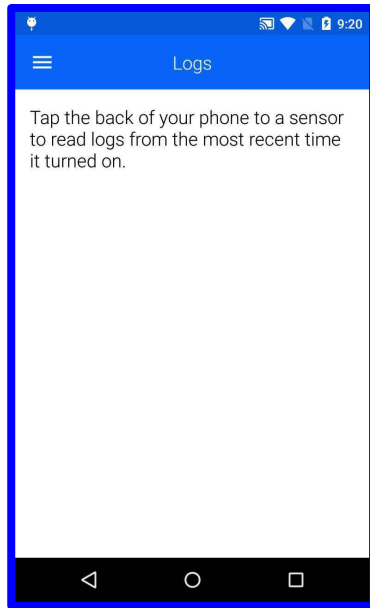 9:20
Logs
Tap the back of your phone to a sensor
to read logs from the most recent time
it turned on.